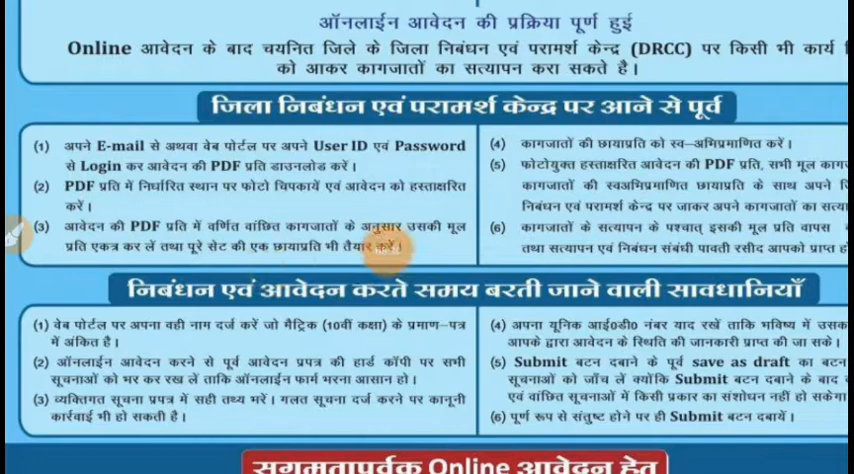 ऑनलाईन आवेदन की प्रक्रिया पूर्ण हुई
Online आवेदन के बाद चयनित जिले के जिला निबंधन एवं परामर्श केन्द्र (DRCC) पर किसी भी कार्य
को आकर कागजातों का सत्यापन करा सकते है।
जिला निबंधन एवं परामर्श केन्द्र पर आने से पूर्व
(1) अपने E-mail से अथवा वेब पोर्टल पर अपने User ID एवं Password
से Login कर आवेदन की PDF प्रति डाउनलोड करें।
(2) PDF प्रति में निर्धारित स्थान पर फोटो चिपकायें एवं आवेदन को हस्ताक्षरित
करें।
(3) आवेदन की PDF प्रति में वर्णित वांछित कागजातों के अनुसार उसकी मूल
प्रति एकत्र कर लें तथा पूरे सेट की एक छायाप्रति भी तैयार करें।
(4) कागजातों की छायाप्रति को स्व–अभिप्रमाणित करें।
(5) फोटोयुक्त हस्ताक्षरित आवेदन की PDF प्रति, सभी मूल
कागजातों की स्वअभिप्रमाणित छायाप्रति के साथ अपने
निबंधन एवं परामर्श केन्द्र पर जाकर अपने कागजातों का
(6) कागजातों के सत्यापन के पश्चात् इसकी मूल प्रति वापस
तथा सत्यापन एवं निबंधन संबंधी पावती रसीद आपको प्राप्त
निबंधन एवं आवेदन करते समय बरती जाने वाली सावधानियाँ
(1) वेब पोर्टल पर अपना वही नाम दर्ज करें जो मैट्रिक (10वीं कक्षा) के प्रमाण–पत्र
में अंकित है।
(2) ऑनलाईन आवेदन करने से पूर्व आवेदन प्रपत्र की हार्ड कॉपी पर सभी
सूचनाओं को भर कर रख लें ताकि ऑनलाईन फार्म भरना आसान हो।
(3) व्यक्तिगत सूचना प्रपत्र में सही तथ्य भरें। गलत सूचना दर्ज करने पर कानूनी
कार्रवाई भी हो सकती है।
(4) अपना यूनिक आई0डी0 नंबर याद रखें ताकि भविष्य में
आपके द्वारा आवेदन के स्थिति की जानकारी प्राप्त की जा सके।
(5) Submit बटन दबाने के पूर्व save as draft का बटन
सूचनाओं को जाँच लें क्योंकि Submit बटन दबाने के बाद
एवं वांछित सूचनाओं में किसी प्रकार का संशोधन नहीं हो सकेगा
(6) पूर्ण रूप से संतुष्ट होने पर ही Submit बटन दबायें।
सुगमतापूर्वक Online आवेदन हेतु